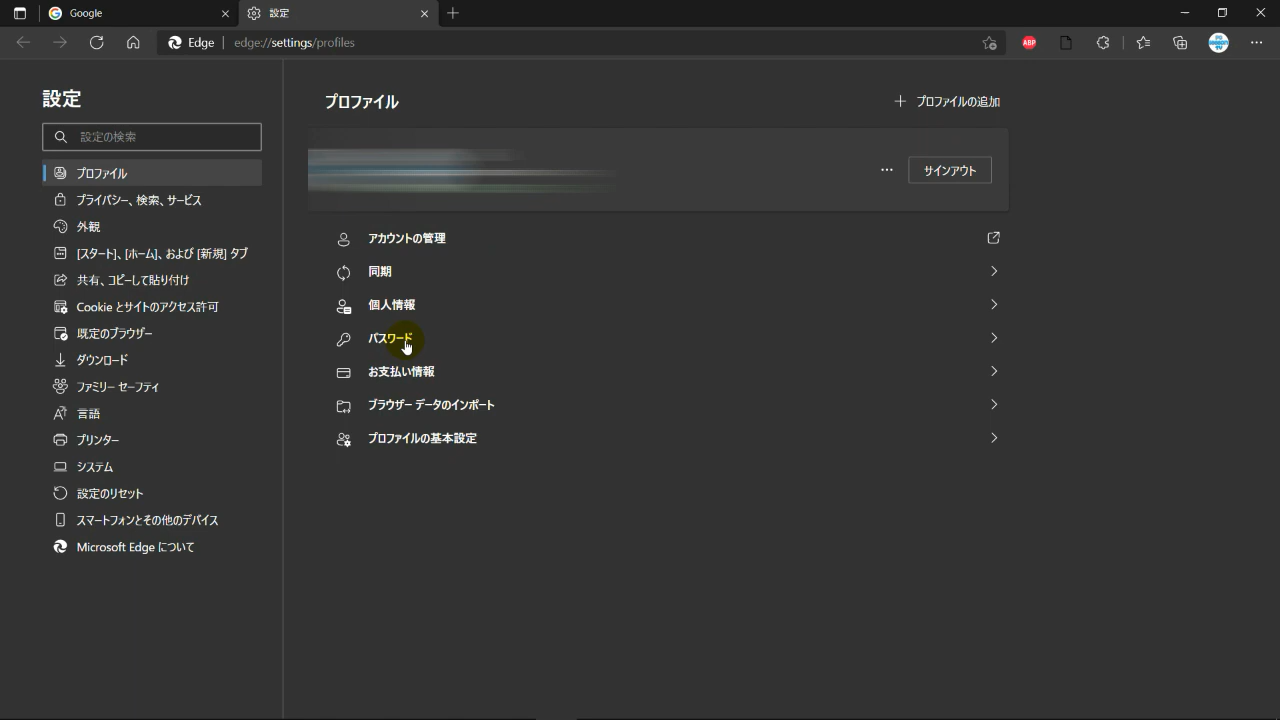 Google
設定
Edge
edge://settings/profiles
ABP
設定
設定の検索
プロファイル
プライバシー、検索、サービス
外観
[スタート]、[ホーム]、および [新規] タブ
共有、コピーして貼り付け
Cookie とサイトのアクセス許可
既定のブラウザー
ダウンロード
ファミリー セーフティ
言語
プリンター
システム
設定のリセット
スマートフォンとその他のデバイス
Microsoft Edge について
プロファイル
プロファイルの追加
サインアウト
アカウントの管理
同期
個人情報
パスワード
お支払い情報
ブラウザー データのインポート
プロファイルの基本設定